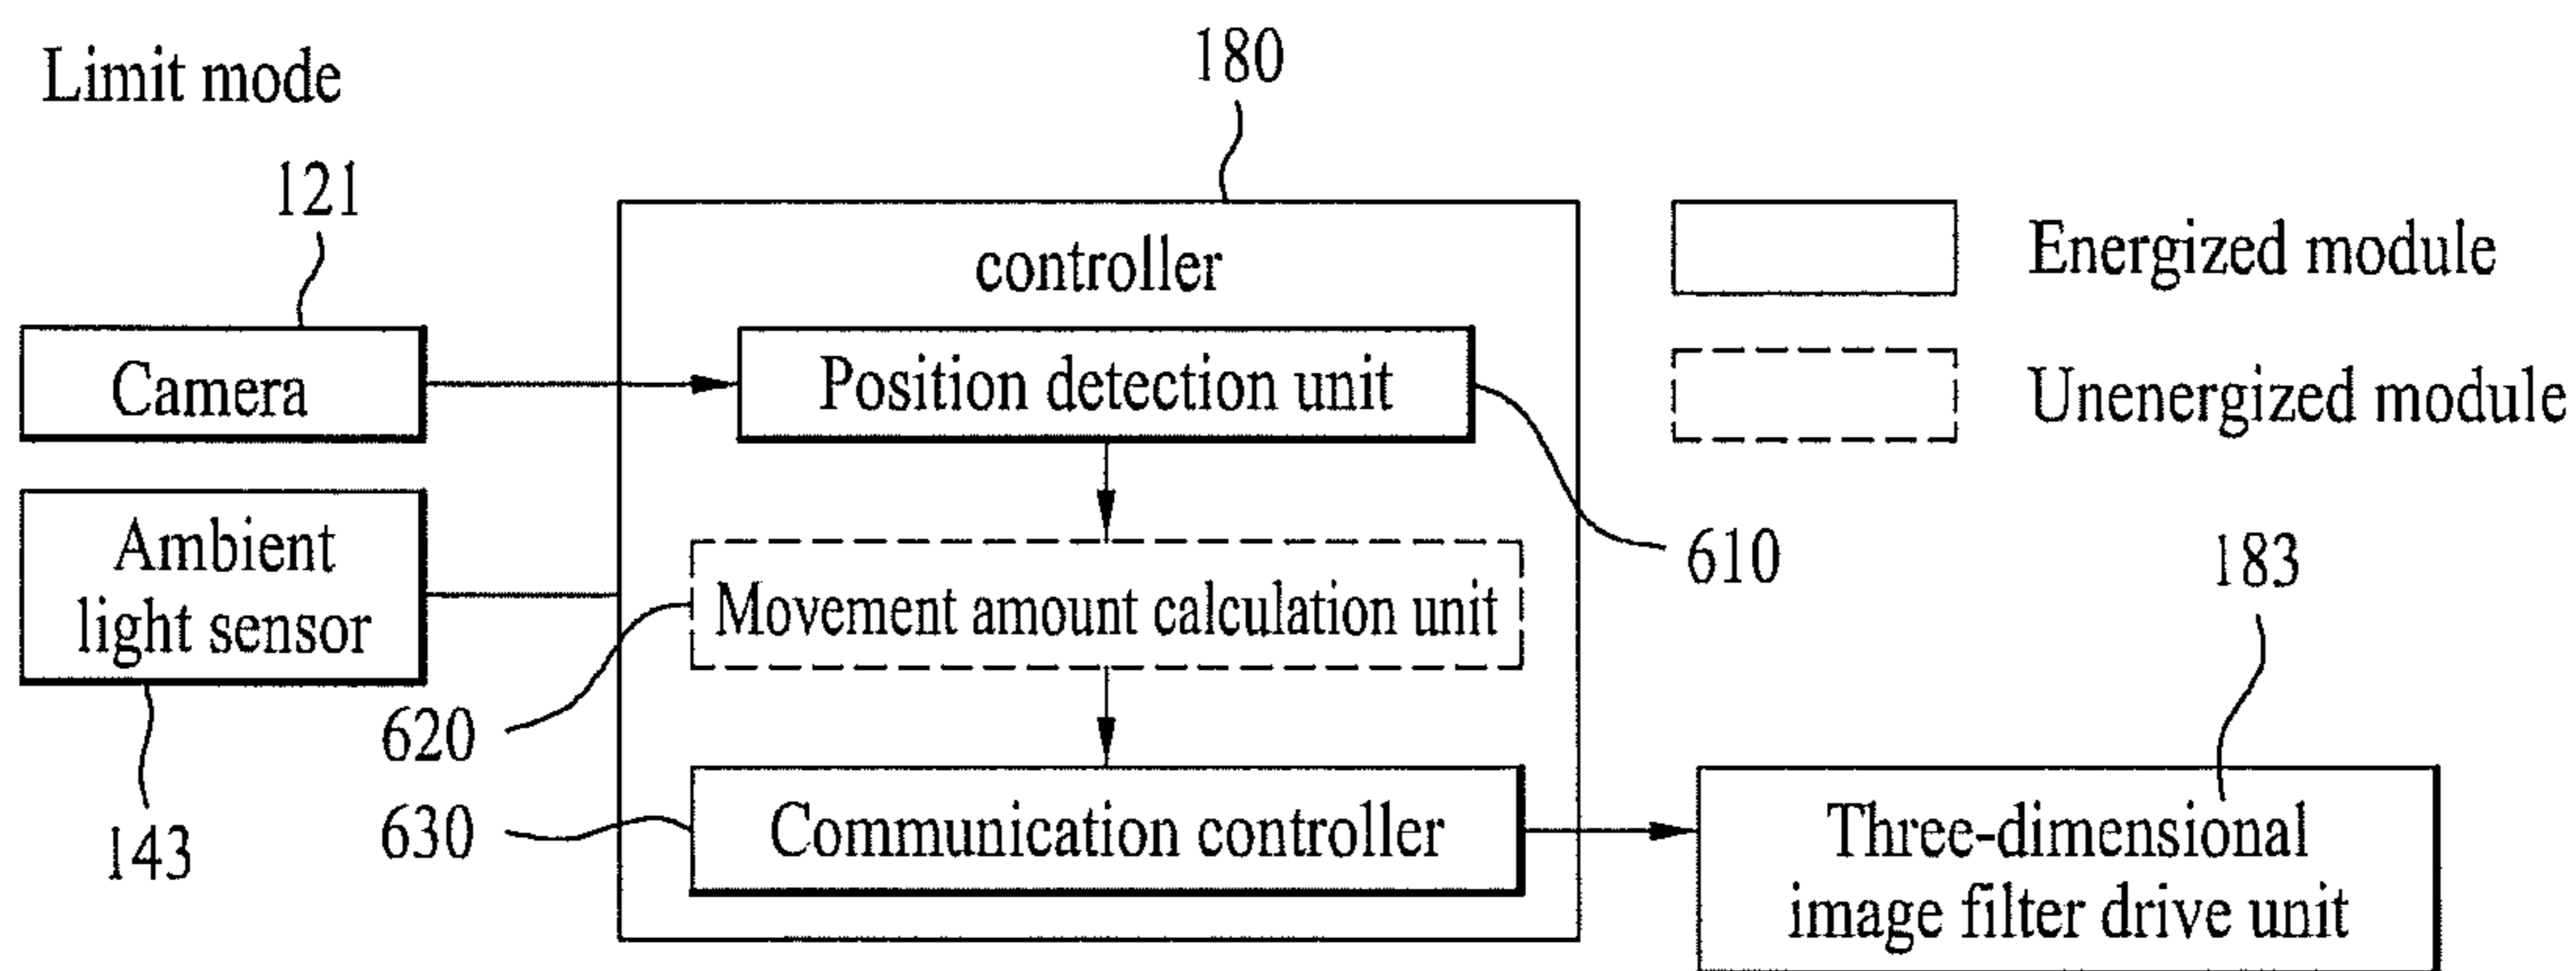 Limit mode
180
121
controller
Energized module
Camera
Position detection unit
Unenergized module
Ambient
light sensor
Movement amount calculation unit
610
183
620
630
143
Communication controller
Three-dimensional
image filter drive unit